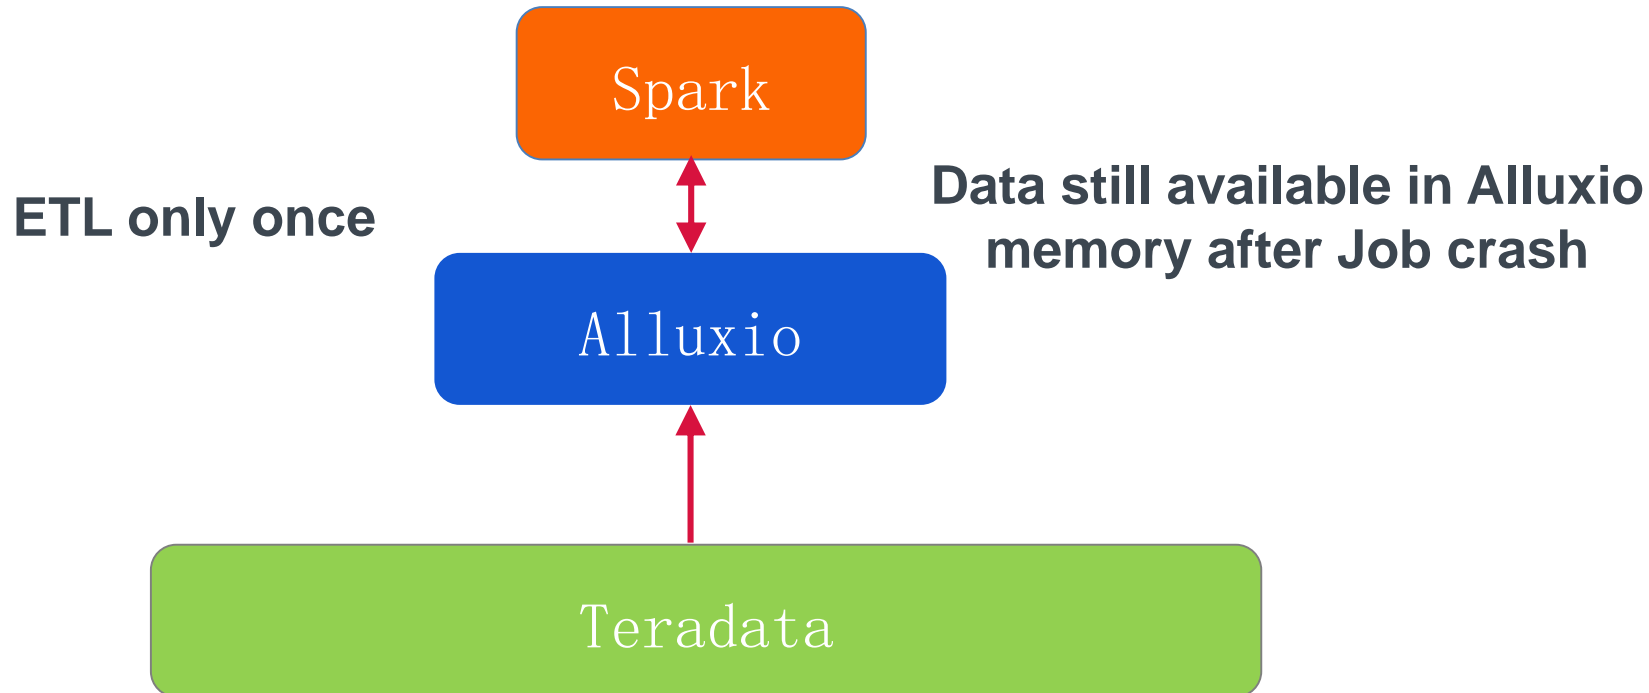 Spark
ETL only once
Data still available in Alluxio
memory after Job crash
Alluxio
Teradata